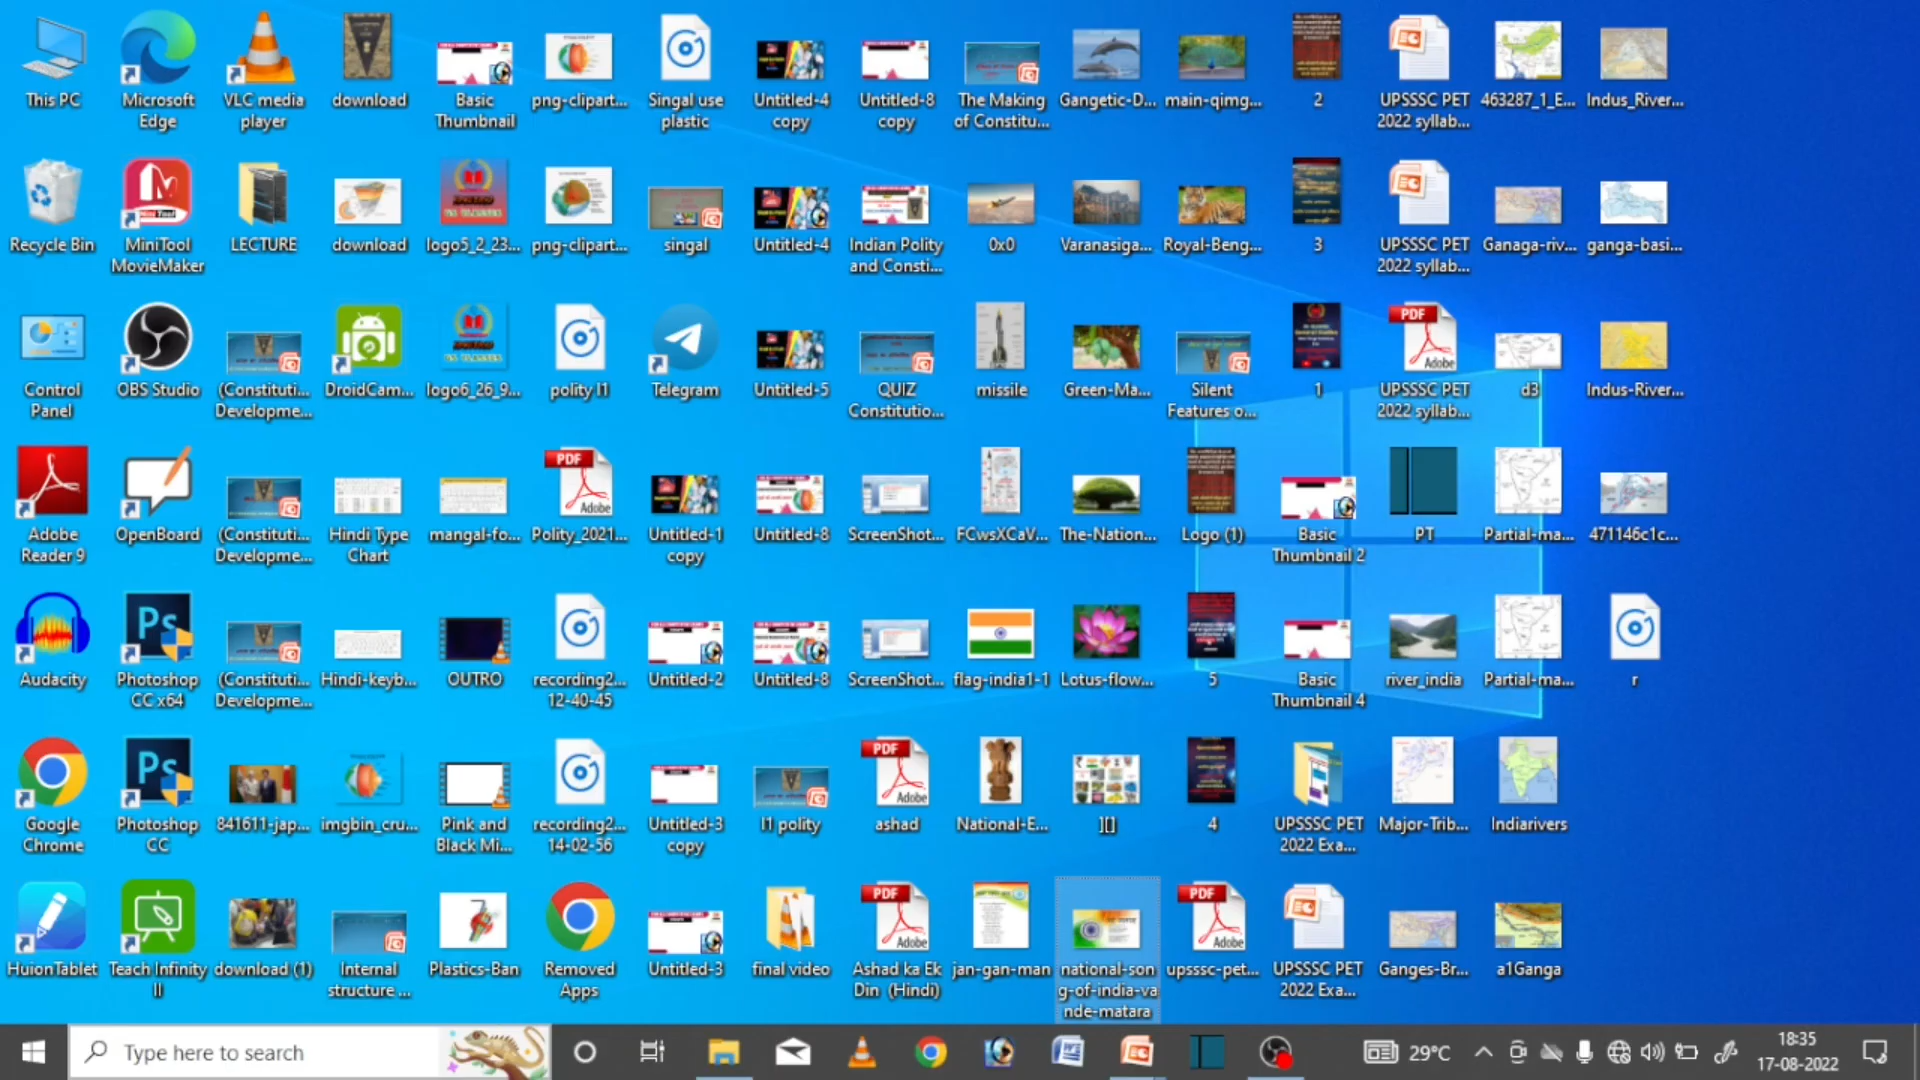 This PC
Microsoft
Edge
VLC media
player
download
Basic
Thumbnail
png-clipart...
Singal use
plastic
Untitled-4
copy
Untitled-8
copy
The Making
of Constitu...
Gangetic-D...
main-qimg...
2
UPSSSC PET
2022 syllab...
463287_1_E...
Indus_River...
Recycle Bin
MiniTool
MovieMaker
LECTURE
download
logo5_2_23...
png-clipart...
singal
Untitled-4
Indian Polity
and Consti...
0x0
Varanasiga...
Royal-Beng...
3
UPSSSC PET
2022 syllab...
Ganaga-riv...
ganga-basi...
Control
Panel
OBS Studio
(Constituti...
Developme...
DroidCam...
logo6_26_9...
polity l1
Telegram
Untitled-5
QUIZ
Constitutio...
missile
Green-Ma...
Silent
Features o...
1
PDF
Adobe
UPSSSC PET
2022 syllab...
d3
Indus-River...
Adobe
Reader 9
OpenBoard
(Constituti...
Developme...
Hindi Type
Chart
mangal-fo...
PDF
Adobe
Polity_2021...
Untitled-1
copy
Untitled-8
ScreenShot...
FCwsXCaV...
The-Nation...
Logo (1)
Basic
Thumbnail 2
PT
Partial-ma...
471146c1c...
Audacity
Ps
Photoshop
CC x64
(Constituti...
Developme...
Hindi-keyb...
OUTRO
recording2...
12-40-45
Untitled-2
Untitled-8
ScreenShot...
flag-india1-1
Lotus-flow...
5
Basic
Thumbnail 4
river_india
Partial-ma...
r
Google
Chrome
Ps
Photoshop
CC
841611-jap...
imgbin_cru...
Pink and
Black Mi...
recording2...
14-02-56
Untitled-3
copy
l1 polity
PDF
Adobe
ashad
National-E...
][]
4
UPSSSC PET
2022 Exa...
Major-Trib...
Indiarivers
HuionTablet
Teach Infinity
II
download (1)
Internal
structure ...
Plastics-Ban
Removed
Apps
Untitled-3
final video
PDF
Adobe
Ashad ka Ek
Din (Hindi)
jan-gan-man
national-son
g-of-india-va
nde-matara
PDF
Adobe
upsssc-pet...
UPSSSC PET
2022 Exa...
Ganges-Br...
a1Ganga
Type here to search
29°C
18:35
17-08-2022